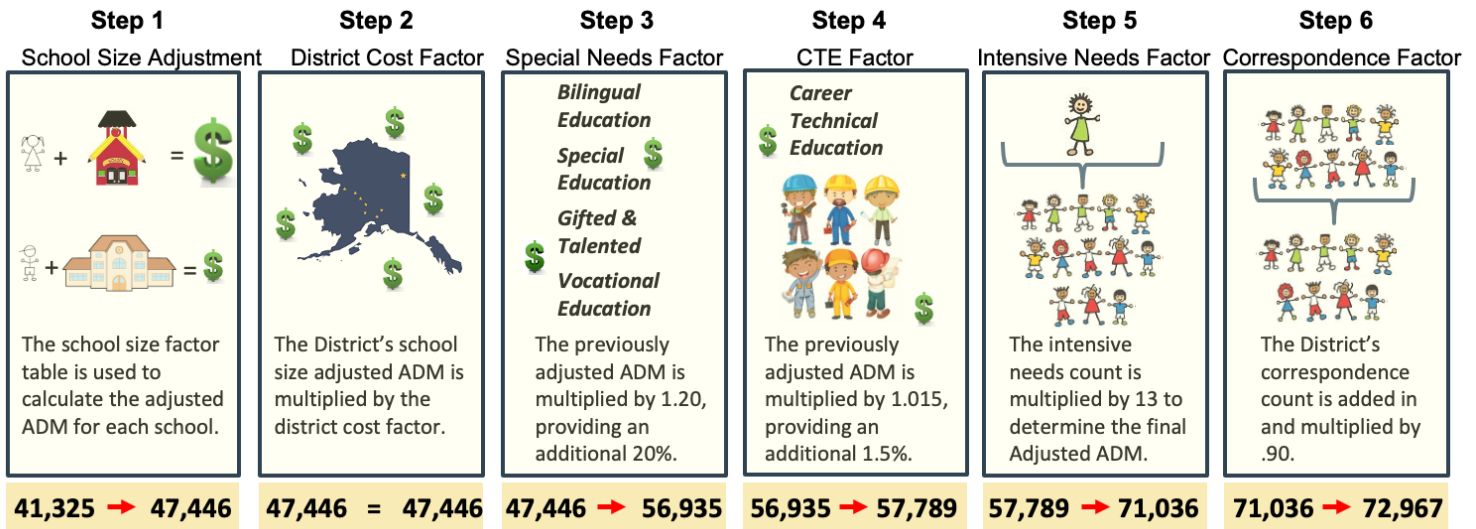 Step 1
School Size Adjustment
The school size factor
table is used to
calculate the adjusted
ADM for each school.
41,325 → 47,446
Step 2
District Cost Factor
The District’s school
size adjusted ADM is
multiplied by the
district cost factor.
47,446 = 47,446
Step 3
Special Needs Factor
Bilingual
Education
Special
Education
Gifted &
Talented
Vocational
Education
The previously
adjusted ADM is
multiplied by 1.20,
providing an
additional 20%.
47,446 → 56,935
Step 4
CTE Factor
Career
Technical
Education
The previously
adjusted ADM is
multiplied by 1.015,
providing an
additional 1.5%.
56,935 → 57,789
Step 5
Intensive Needs Factor
The intensive
needs count is
multiplied by 13 to
determine the final
Adjusted ADM.
57,789 → 71,036
Step 6
Correspondence Factor
The District’s
correspondence
count is added in
and multiplied by
.90.
71,036 → 72,967